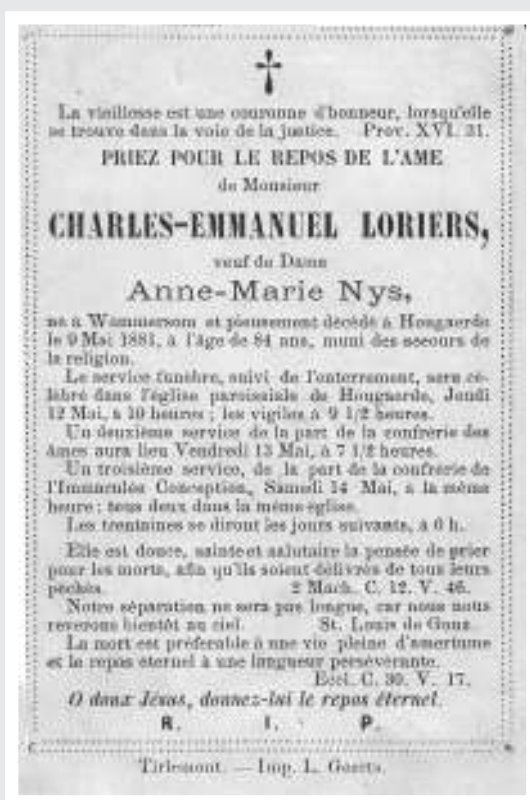 La vieillesse est une couronne d'honneur, lorsqu'elle
se trouve dans la voie de la justice. Prov. XVI. 31.
PRIEZ POUR LE REPOS DE L'AME
de Monsieur
CHARLES-EMMANUEL LORIERS,
veuf de Dame
Anne-Marie Nys,
né à Wommersom et pieusement décédé à Hougaerde
le 9 Mai 1881, à l'âge de 84 ans, muni des secours de
la religion.
Le service funèbre, suivi de l'enterrement, sera cé-
lébré dans l'église paroissiale de Hougaerde, Jeudi
12 Mai, à 10 heures ; les vigiles à 9 1/2 heures.
Un deuxième service de la part de la confrérie des
âmes aura lieu Vendredi 13 Mai, à 7 1/2 heures.
Un troisième service, de la part de la confrérie de
l'Immaculée Conception, Samedi 14 Mai, à la même
heure ; tous deux dans la même église.
Les trentaines se diront les jours suivants, à 6 h.
Elle est douce, sainte et salutaire la pensée de prier
pour les morts, afin qu'ils soient délivrés de tous leurs
péchés. 2 Mach. C. 12. V. 46.
Notre séparation ne sera pas longue, car nous nous
reverons bientôt au ciel. St. Louis de Gonz.
La mort est préférable à une vie pleine d'amertume
et le repos éternel à une langueur persévérante.
Eccl. C. 30. V. 17.
O doux Jésus, donnez-lui le repos éternel.
R. I. P.
Tirlemont. — Imp. L. Goerts.